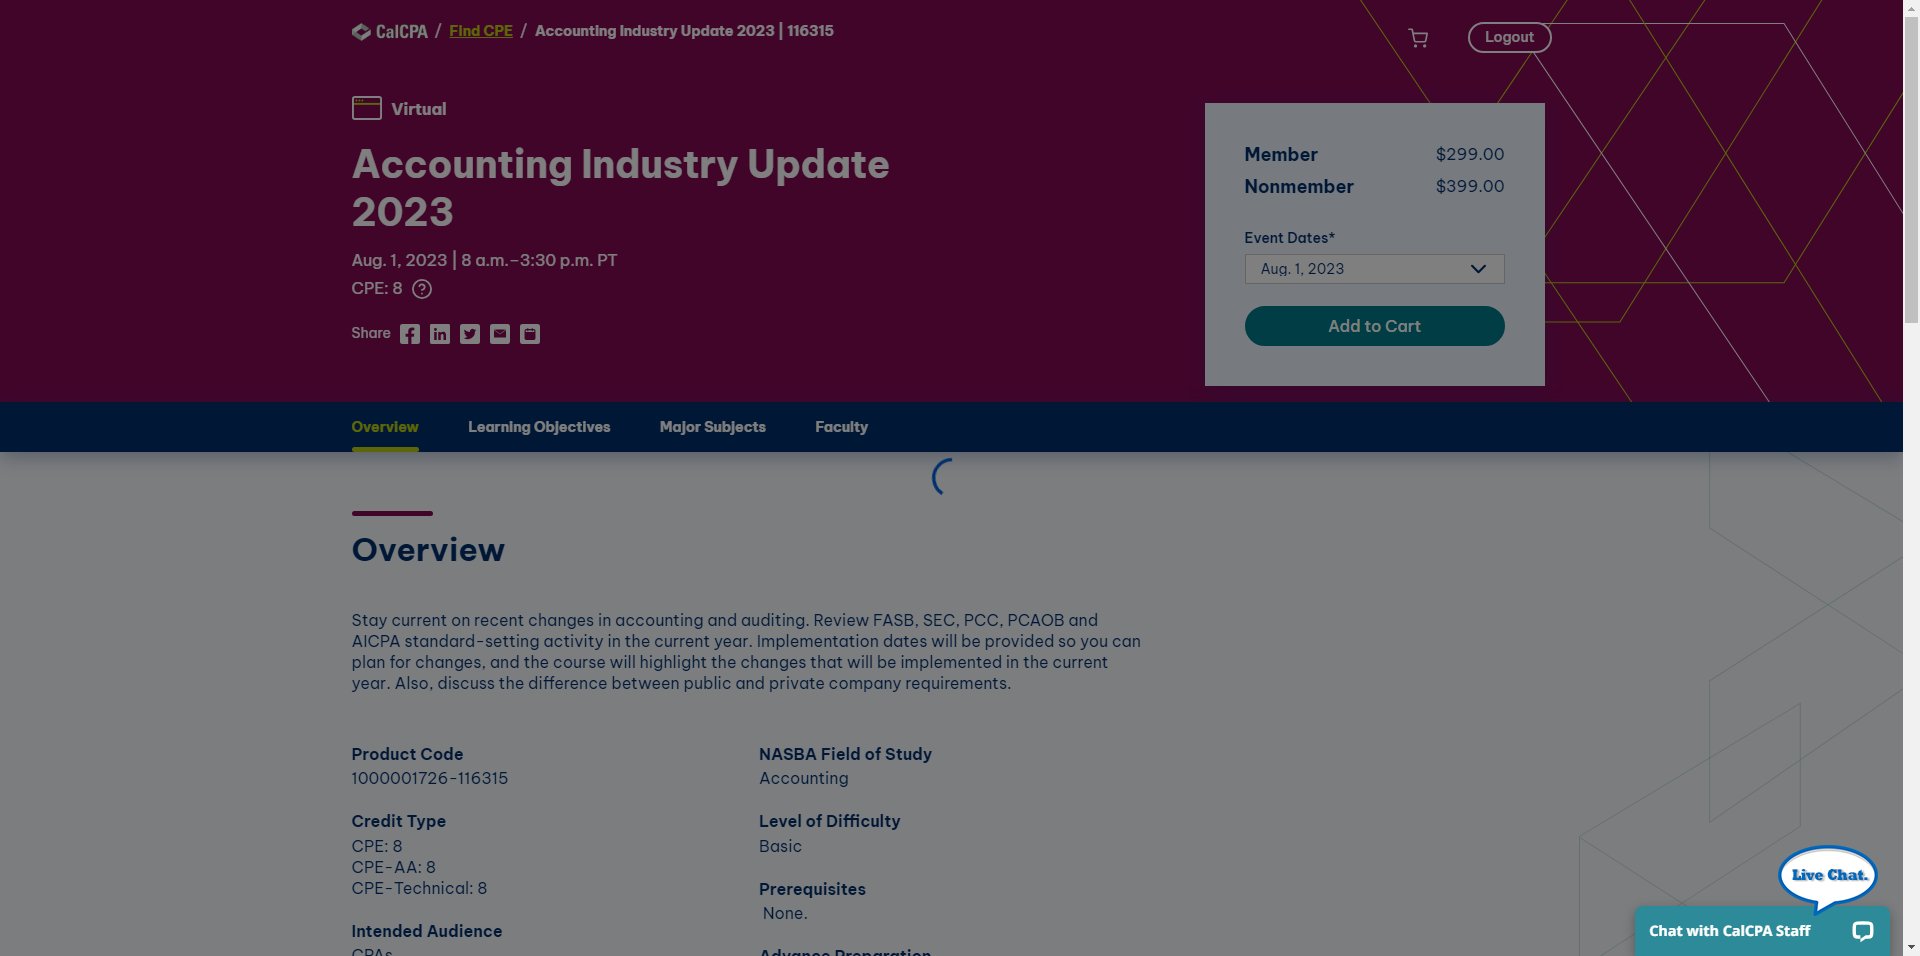 CalCPA / Find CPE / Accounting Industry Update 2023 | 116315
Logout
Virtual
Accounting Industry Update
2023
Aug. 1, 2023 | 8 a.m.–3:30 p.m. PT
CPE: 8 ?
Share
Member $299.00
Nonmember $399.00
Event Dates*
Aug. 1, 2023
Add to Cart
Overview Learning Objectives Major Subjects Faculty
Overview
Stay current on recent changes in accounting and auditing. Review FASB, SEC, PCC, PCAOB and
AICPA standard-setting activity in the current year. Implementation dates will be provided so you can
plan for changes, and the course will highlight the changes that will be implemented in the current
year. Also, discuss the difference between public and private company requirements.
Product Code
1000001726-116315
Credit Type
CPE: 8
CPE-AA: 8
CPE-Technical: 8
Intended Audience
CPAs
NASBA Field of Study
Accounting
Level of Difficulty
Basic
Prerequisites
None.
Advance Preparation
Live Chat.
Chat with CalCPA Staff